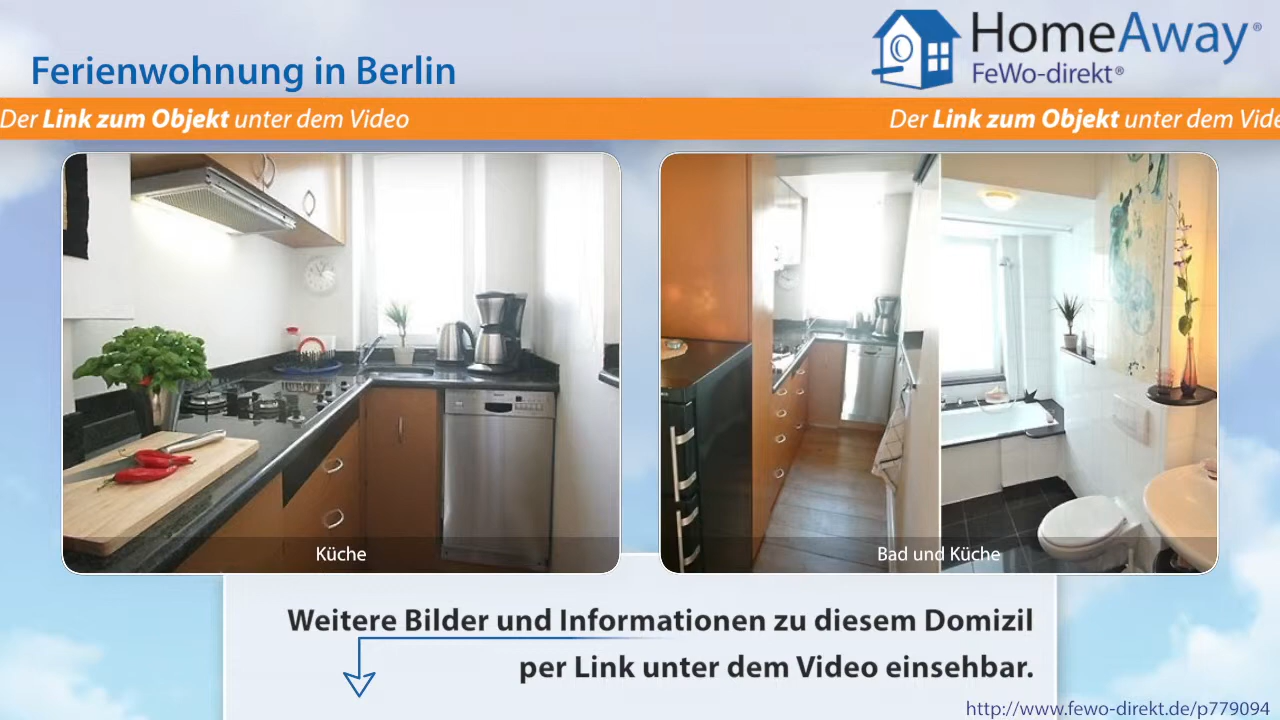 Ferienwohnung in Berlin
HomeAway®
FeWo-direkt®
Der Link zum Objekt unter dem Video
Der Link zum Objekt unter dem Vide
Küche
Bad und Küche
Weitere Bilder und Informationen zu diesem Domizil
per Link unter dem Video einsehbar.
http://www.fewo-direkt.de/p779094